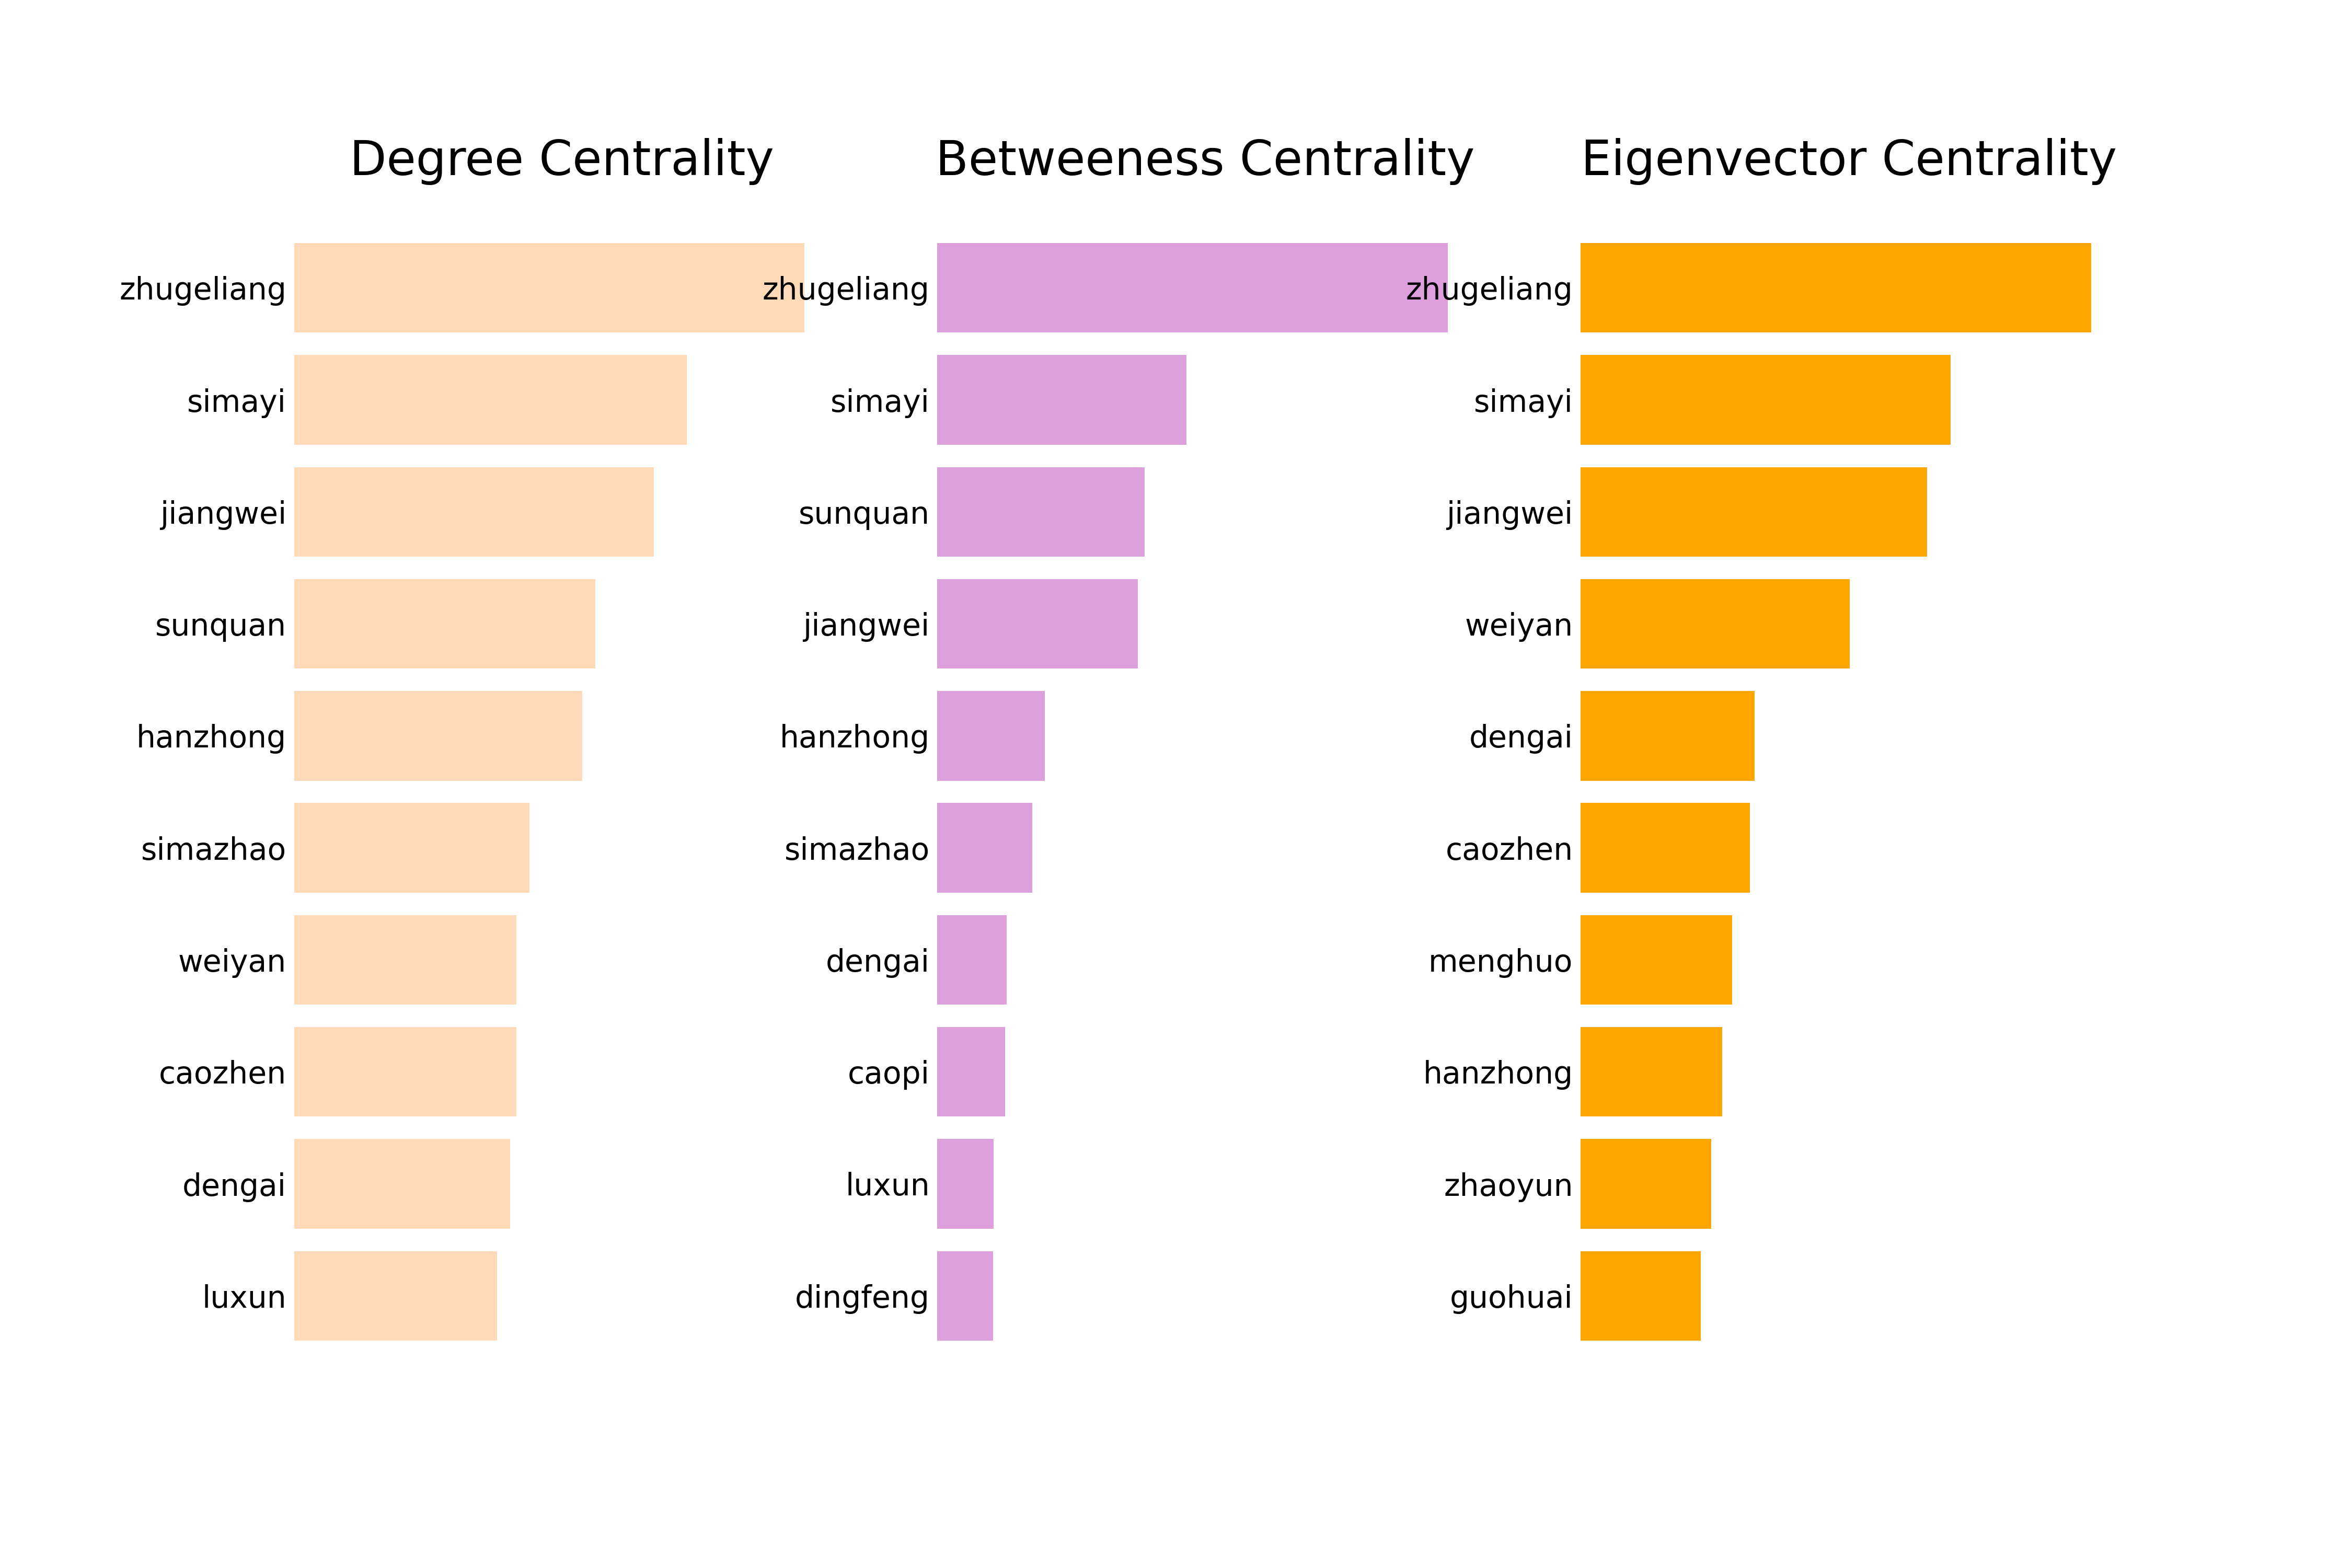 Degree Centrality
zhugeliang
simayi
jiangwei
sunquan
hanzhong
simazhao
weiyan
caozhen
dengai
luxun
Betweeness Centrality
zhugeliang
simayi
sunquan
jiangwei
hanzhong
simazhao
dengai
caopi
luxun
dingfeng
Eigenvector Centrality
zhugeliang
simayi
jiangwei
weiyan
dengai
caozhen
menghuo
hanzhong
zhaoyun
guohuai